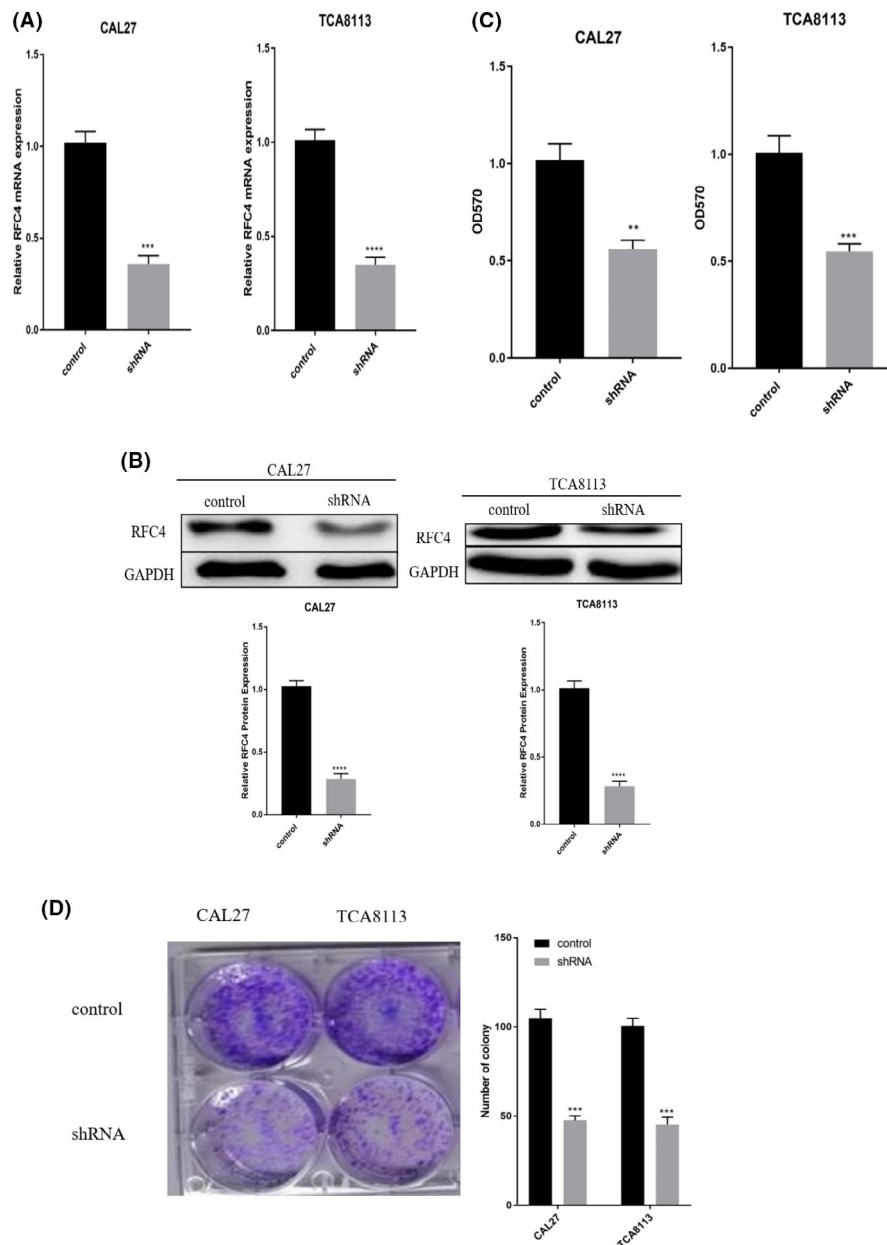 (A)
CAL27
Relative RFC4 mRNA expression
1.5
1.0
0.5
0.0
***
control
shRNA
TCA8113
Relative RFC4 mRNA expression
1.5
1.0
0.5
0.0
****
control
shRNA
(C)
CAL27
OD570
1.5
1.0
0.5
0.0
**
control
shRNA
TCA8113
OD570
1.5
1.0
0.5
0.0
***
control
shRNA
(B)
CAL27
control shRNA
RFC4
GAPDH
TCA8113
control shRNA
RFC4
GAPDH
CAL27
Relative RFC4 Protein Expression
1.5
1.0
0.5
0.0
****
control
shRNA
TCA8113
Relative RFC4 Protein Expression
1.5
1.0
0.5
0.0
****
control
shRNA
(D)
CAL27 TCA8113
control
shRNA
Number of colony
150
100
50
0
control
shRNA
***
***
CAL27
TCA8113